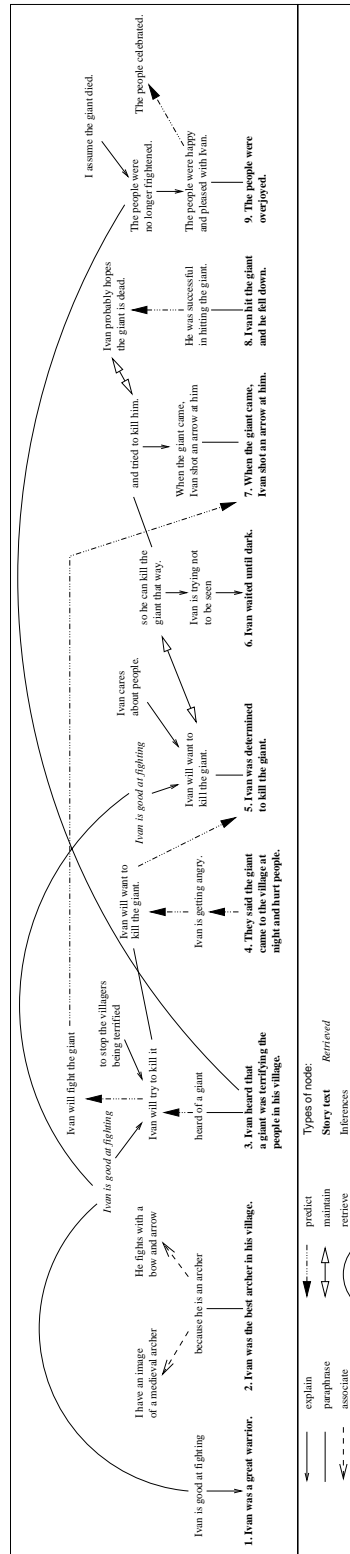 Ivan is good at fighting
1. Ivan was a great warrior.
I have an image
of a medieval archer
He fights with a
bow and arrow
because he is an archer
2. Ivan was the best archer in his village.
Ivan is good at fighting
Ivan will fight the giant
to stop the villagers
being terrified
Ivan will try to kill it
heard of a giant
3. Ivan heard that
a giant was terrifying the
people in his village.
Ivan will want to
kill the giant.
Ivan is getting angry.
4. They said the giant
came to the village at
night and hurt people.
Ivan is good at fighting
Ivan cares
about people.
Ivan will want to
kill the giant.
5. Ivan was determined
to kill the giant.
so he can kill the
giant that way.
Ivan is trying not
to be seen
6. Ivan waited until dark.
and tried to kill him.
When the giant came,
Ivan shot an arrow at him
7. When the giant came,
Ivan shot an arrow at him.
Ivan probably hopes
the giant is dead.
He was successful
in hitting the giant.
8. Ivan hit the giant
and he fell down.
I assume the giant died.
The people were
no longer frightened.
The people celebrated.
The people were happy
and pleased with Ivan.
9. The people were
overjoyed.
explain
paraphrase
associate
predict
maintain
retrieve
Types of node:
Story text
Retrieved
Inferences